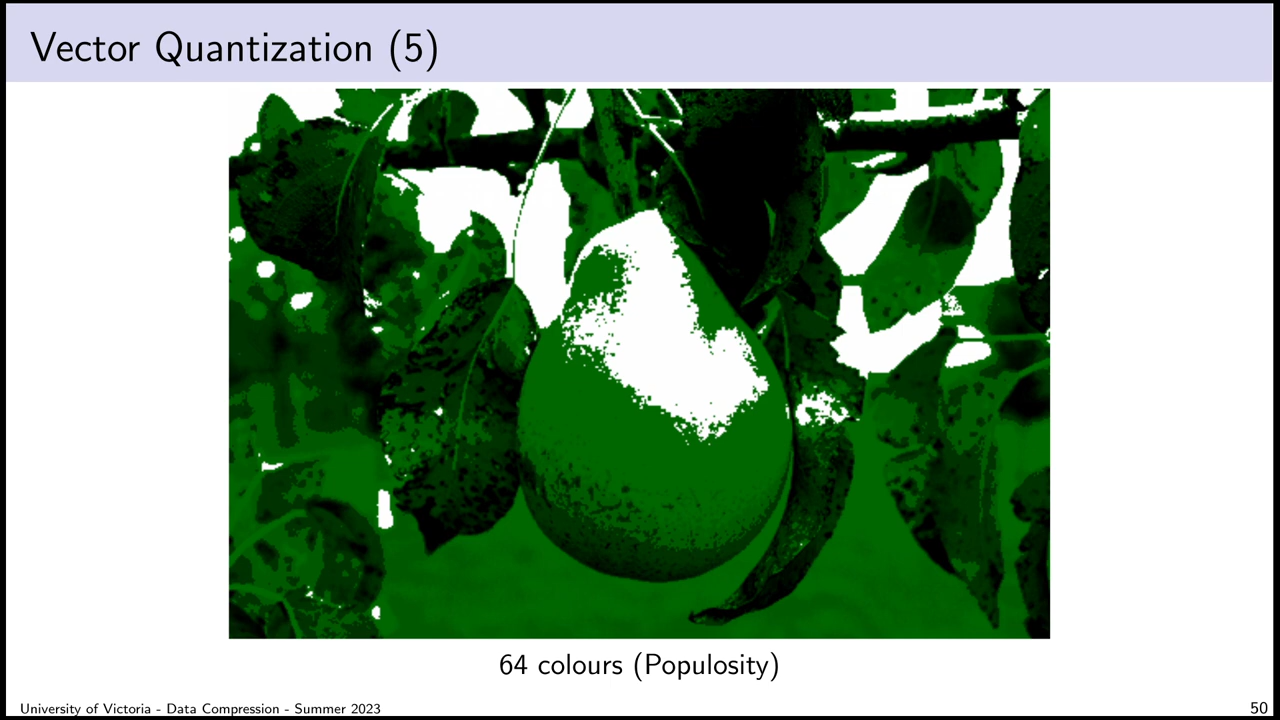 Vector Quantization (5)
64 colours (Populosity)
University of Victoria - Data Compression - Summer 2023
50